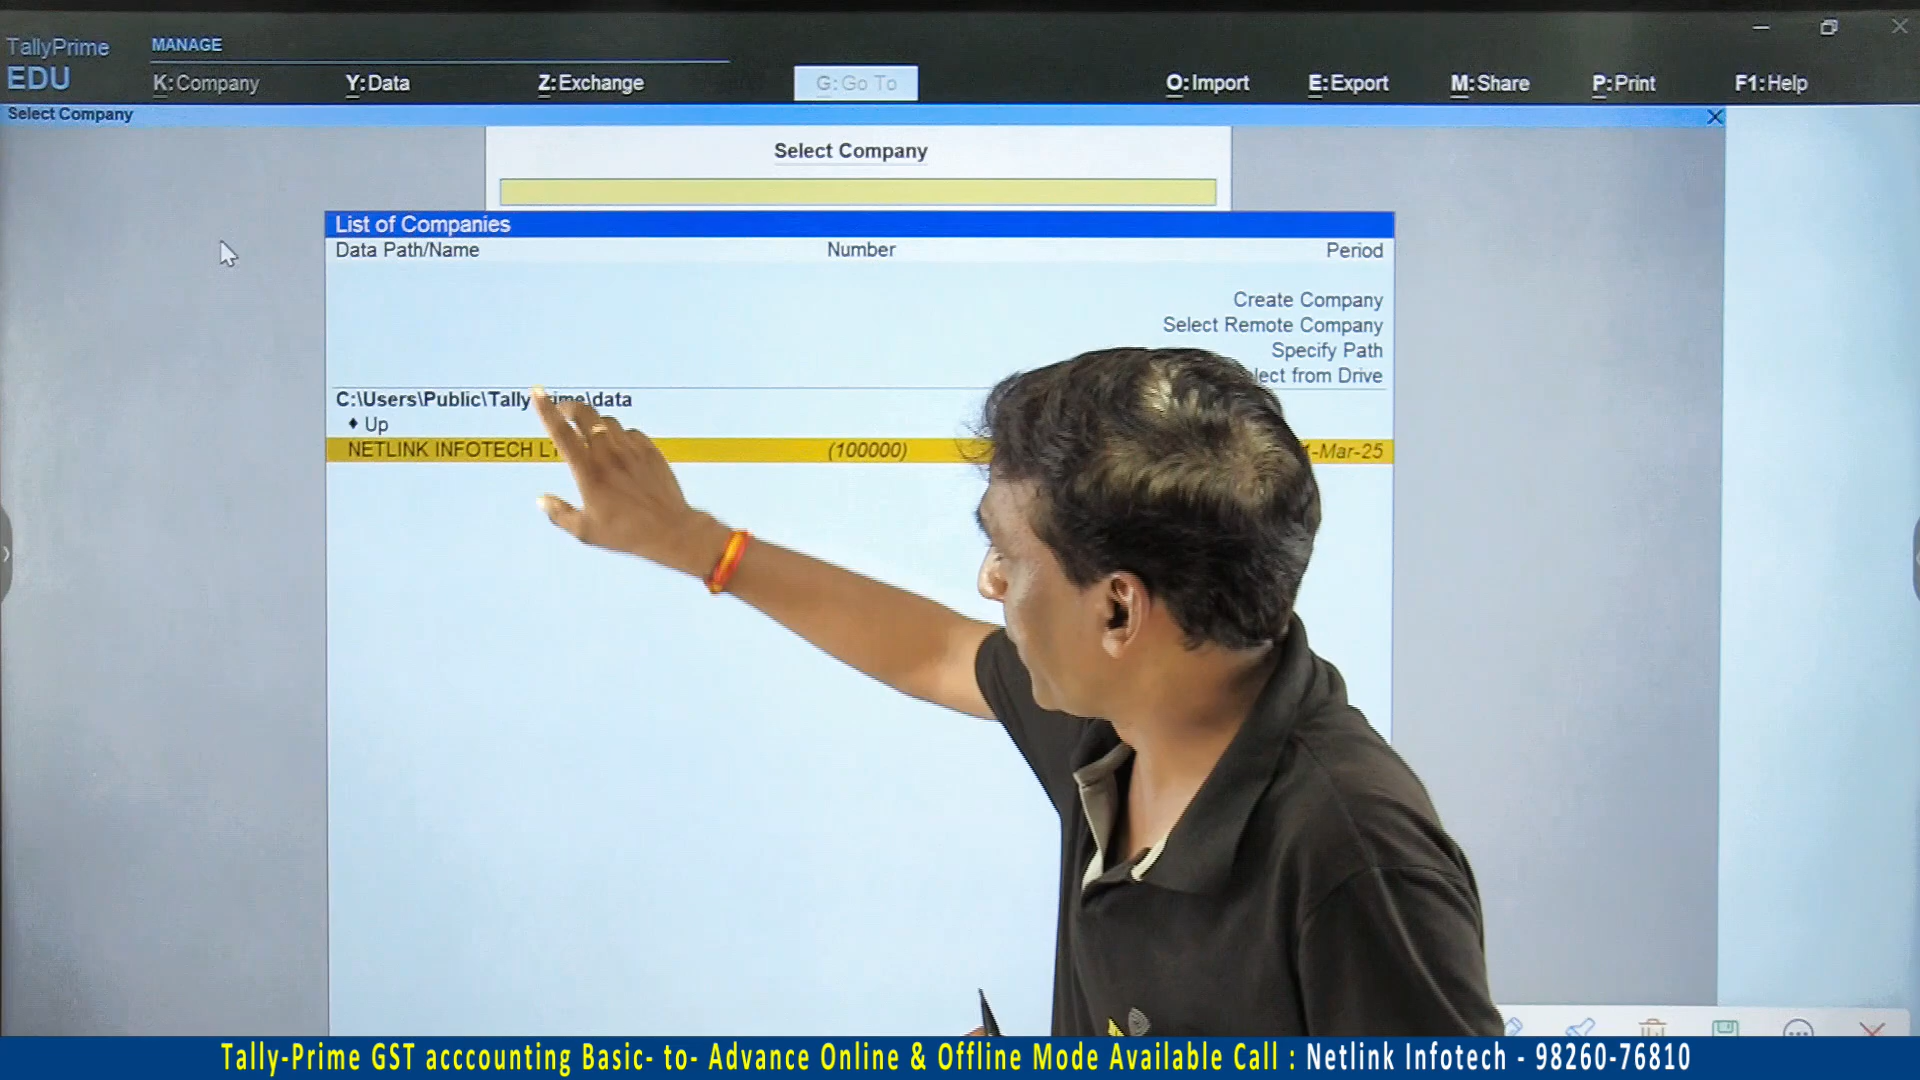 TallyPrime
EDU
MANAGE
K:Company Y:Data Z:Exchange G:Go To O:Import E:Export M:Share P:Print F1:Help
Select Company
Select Company
List of Companies
Data Path/Name Number Period
Create Company
Select Remote Company
Specify Path
from Drive
C:\Users\Public\Tally \data
♦ Up
NETLINK INFOTECH (100000) -Mar-25
Tally-Prime GST acccounting Basic- to- Advance Online & Offline Mode Available Call : Netlink Infotech - 98260-76810